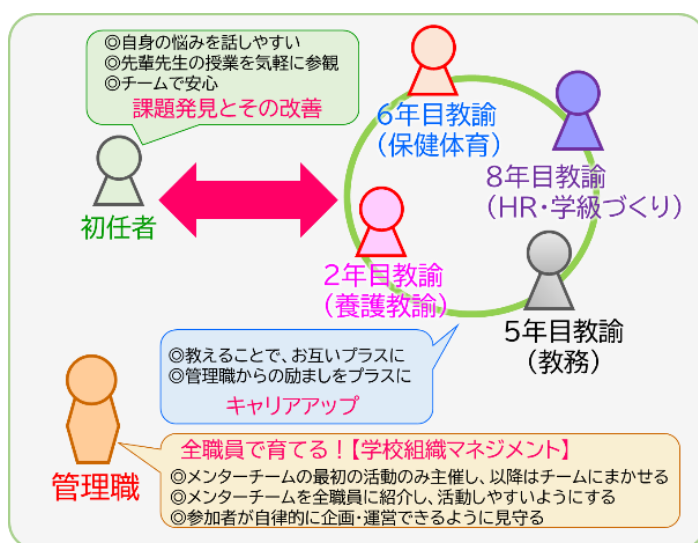 ◎自身の悩みを話しやすい
◎先輩先生の授業を気軽に参観
◎チームで安心
課題発見とその改善
初任者
6年目教諭
（保健体育）
8年目教諭
（HR・学級づくり）
2年目教諭
（養護教諭）
5年目教諭
（教務）
◎教えることで、お互いプラスに
◎管理職からの励ましをプラスに
キャリアアップ
管理職
全職員で育てる！【学校組織マネジメント】
◎メンターチームの最初の活動のみ主催し、以降はチームにまかせる
◎メンターチームを全職員に紹介し、活動しやすいようにする
◎参加者が自律的に企画・運営できるように見守る